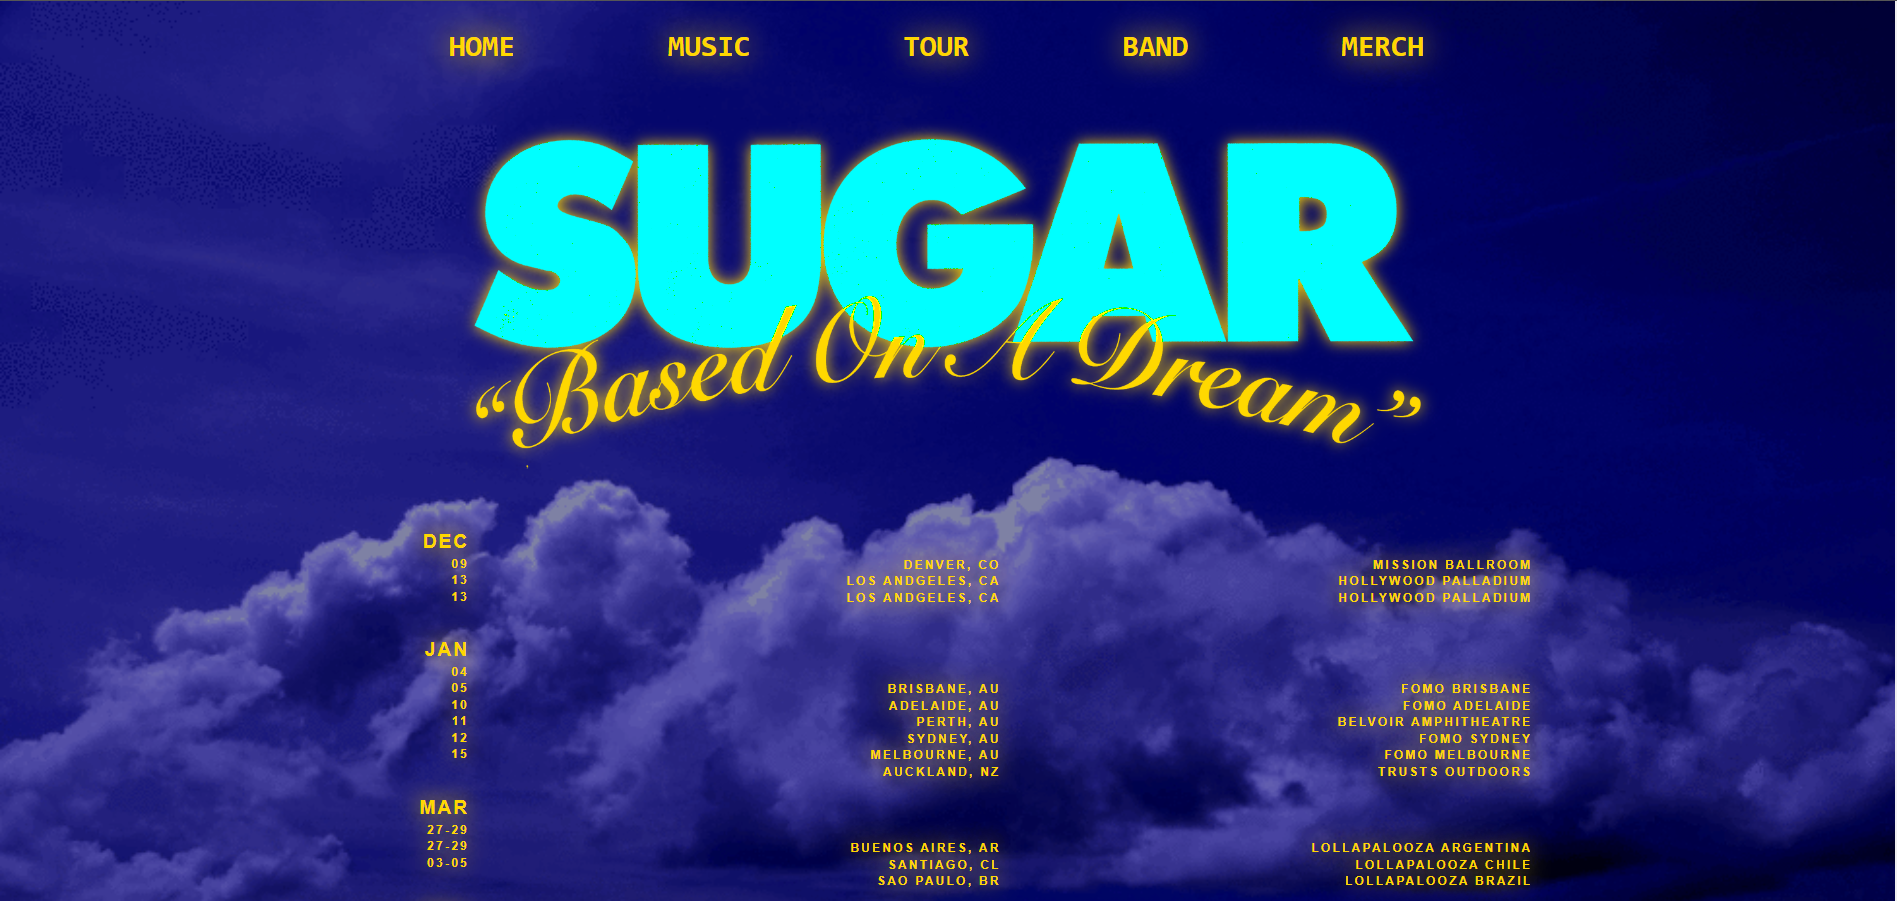 HOME MUSIC TOUR BAND MERCH
SUGAR
“Based On A Dream”
DEC
09 DENVER, CO MISSION BALLROOM
13 LOS ANDGELES, CA HOLLYWOOD PALLADIUM
13 LOS ANDGELES, CA HOLLYWOOD PALLADIUM
JAN
04
05 BRISBANE, AU FOMO BRISBANE
10 ADELAIDE, AU FOMO ADELAIDE
11 PERTH, AU BELVOIR AMPHITHEATRE
12 SYDNEY, AU FOMO SYDNEY
15 MELBOURNE, AU FOMO MELBOURNE
AUCKLAND, NZ TRUSTS OUTDOORS
MAR
27-29
27-29 BUENOS AIRES, AR LOLLAPALOOZA ARGENTINA
03-05 SANTIAGO, CL LOLLAPALOOZA CHILE
SAO PAULO, BR LOLLAPALOOZA BRAZIL